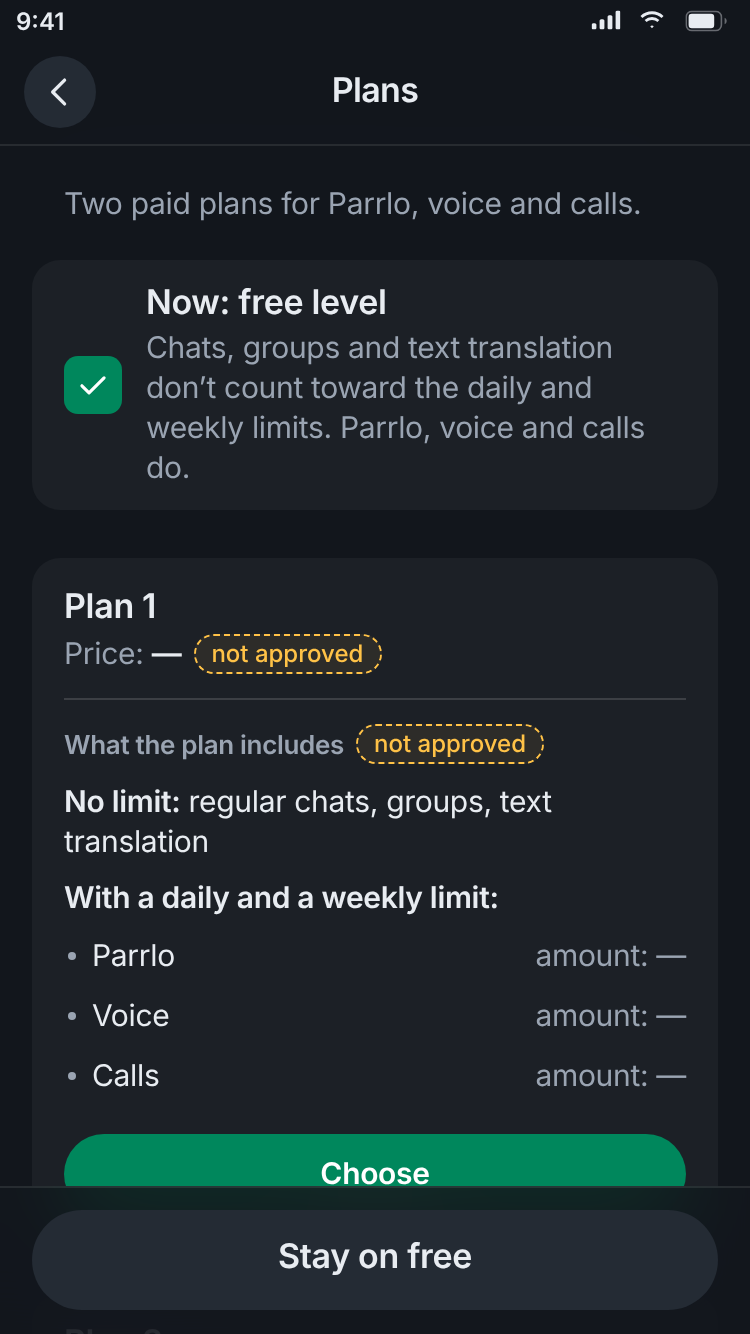 9:41
Plans
Two paid plans for Parrlo, voice and calls.
Now: free level
Chats, groups and text translation
don’t count toward the daily and
weekly limits. Parrlo, voice and calls
do.
Plan 1
Price: — not approved
What the plan includes not approved
No limit: regular chats, groups, text
translation
With a daily and a weekly limit:
• Parrlo amount: —
• Voice amount: —
• Calls amount: —
Choose
Stay on free